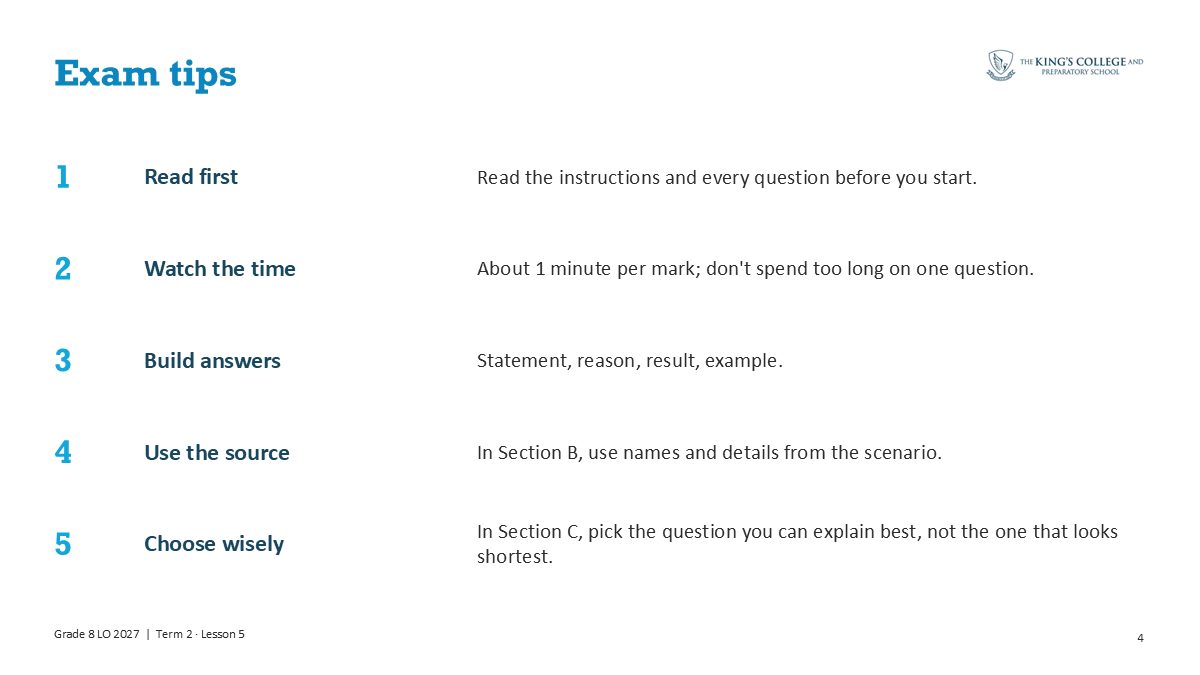 Exam tips
THE KING'S COLLEGE AND
PREPARATORY SCHOOL
1 Read first Read the instructions and every question before you start.
2 Watch the time About 1 minute per mark; don't spend too long on one question.
3 Build answers Statement, reason, result, example.
4 Use the source In Section B, use names and details from the scenario.
5 Choose wisely In Section C, pick the question you can explain best, not the one that looks
shortest.
Grade 8 LO 2027 | Term 2 · Lesson 5
4